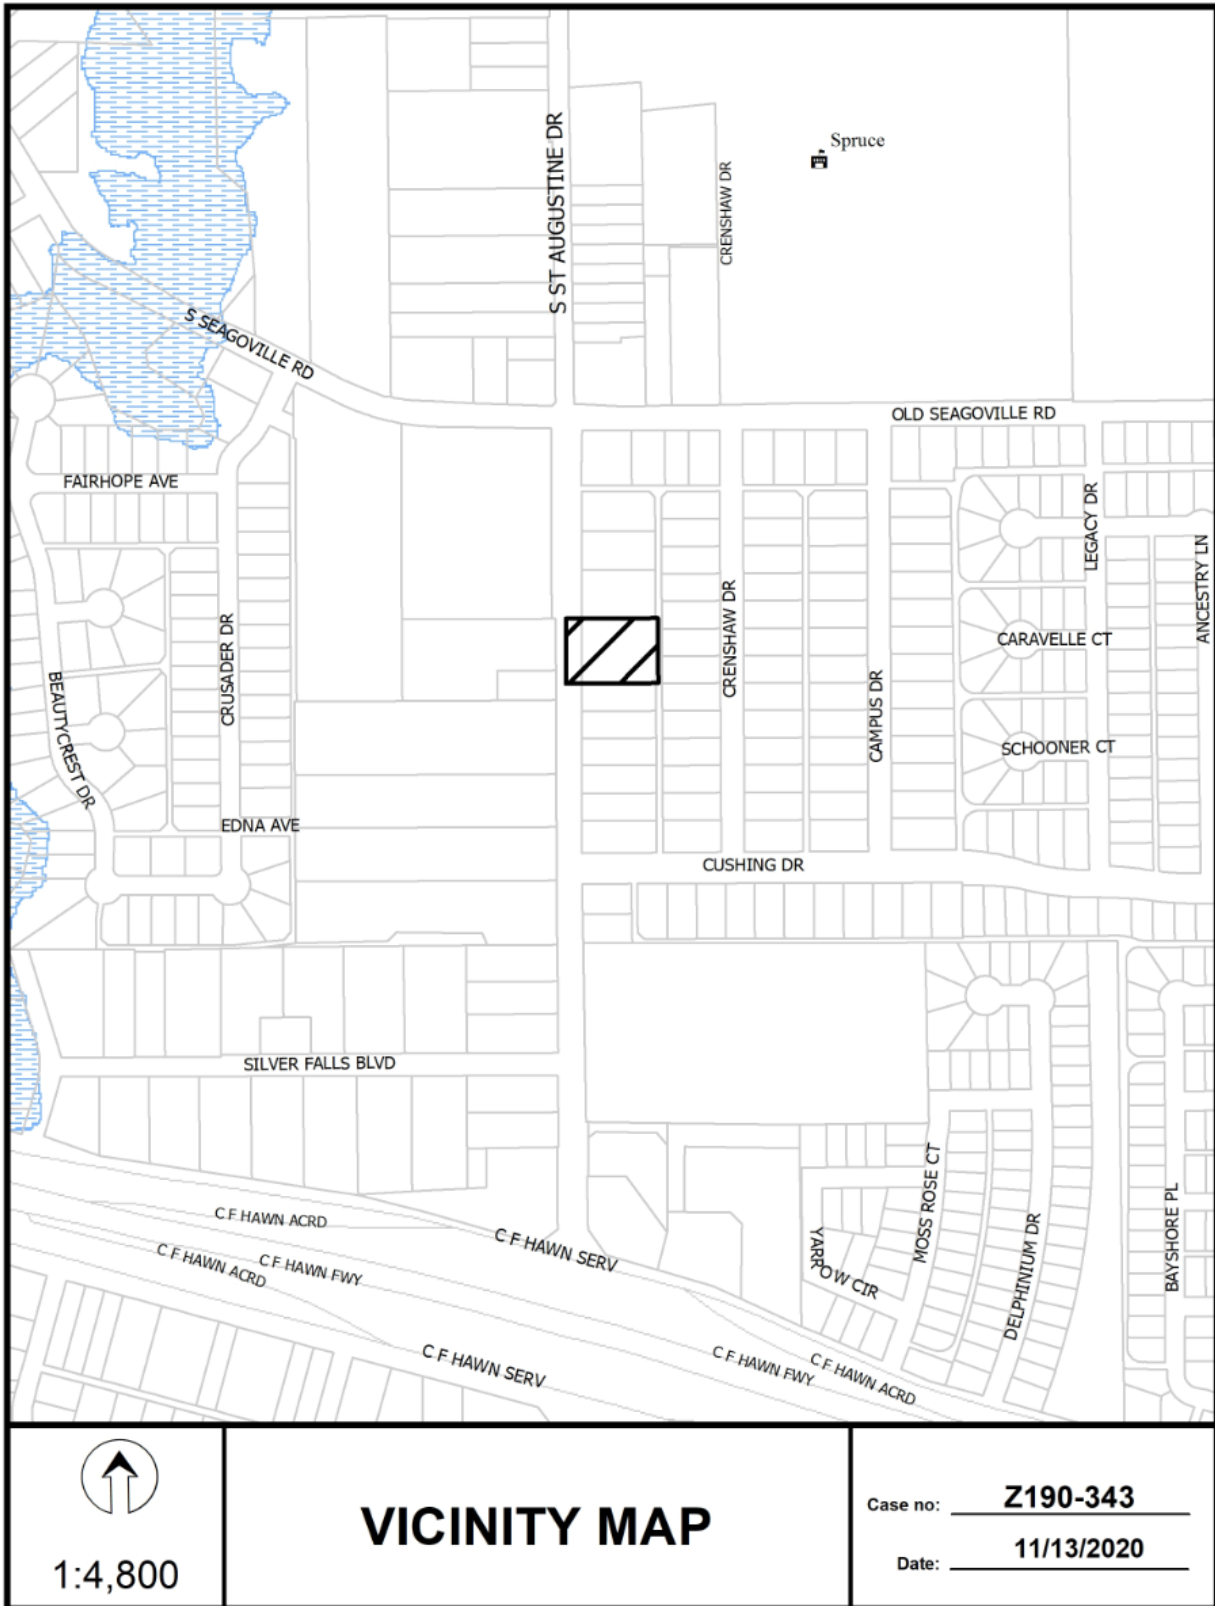 Spruce
S ST AUGUSTINE DR
CRENSHAW DR
S SEAGOVILLE RD
OLD SEAGOVILLE RD
FAIRHOPE AVE
LEGACY DR
ANCESTRY LN
CRENSHAW DR
CRUSADER DR
CARAVELLE CT
BEAUTYCREST DR
CAMPUS DR
SCHOONER CT
EDNA AVE
CUSHING DR
SILVER FALLS BLVD
MOSS ROSE CT
BAYSHORE PL
C F HAWN ACRD
C F HAWN SERV
YARROW CIR
DELPHINIUM DR
C F HAWN ACRD
C F HAWN FWY
C F HAWN SERV
C F HAWN FWY
C F HAWN ACRD
1:4,800
VICINITY MAP
Case no: Z190-343
Date: 11/13/2020